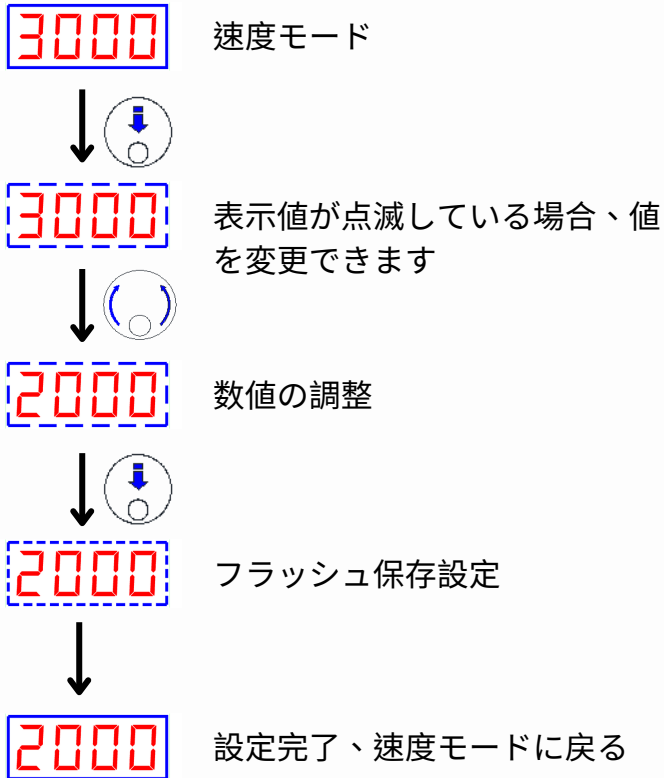 3000 速度モード
3000 表示値が点滅している場合、値
を変更できます
2000 数値の調整
2000 フラッシュ保存設定
2000 設定完了、速度モードに戻る